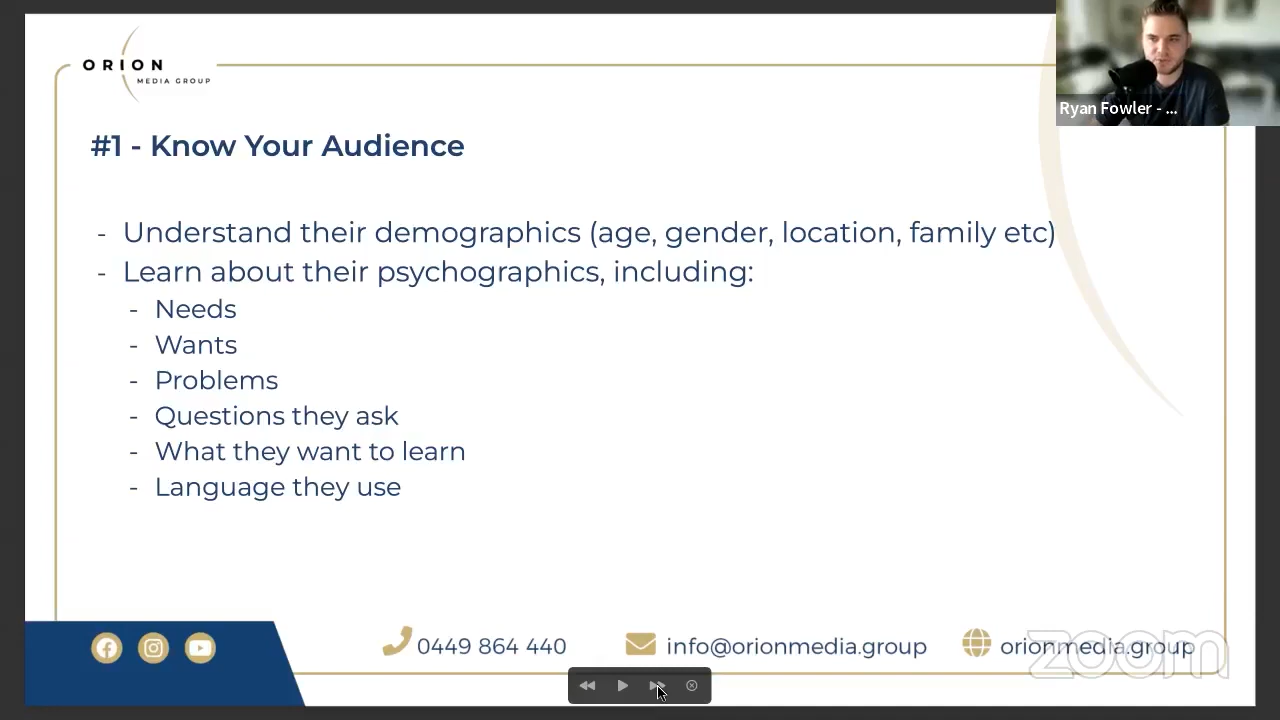 ORION
MEDIA GROUP
Ryan Fowler - ...
#1 - Know Your Audience
- Understand their demographics (age, gender, location, family etc)
- Learn about their psychographics, including:
- Needs
- Wants
- Problems
- Questions they ask
- What they want to learn
- Language they use
0449 864 440
info@orionmedia.group
orionmedia.group
zoom